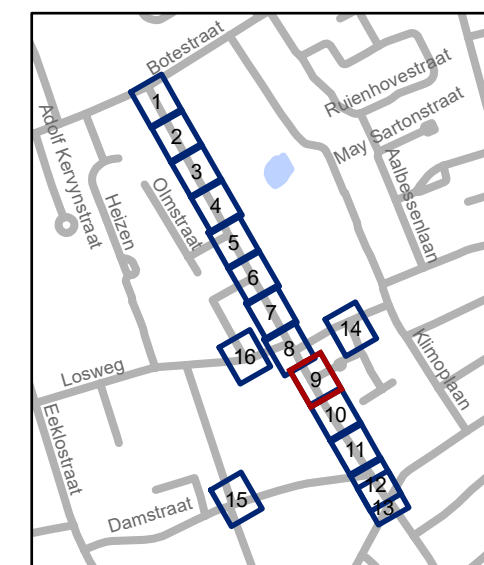 Botestraat
Ruienhovestraat
May Sartonstraat
Adolf Kervynstraat
Aalbessenlaan
Olmstraat
Heizen
Klimoplaan
Losweg
Eeklostraat
Damstraat
1
2
3
4
5
6
7
8
9
10
11
12
13
14
15
16